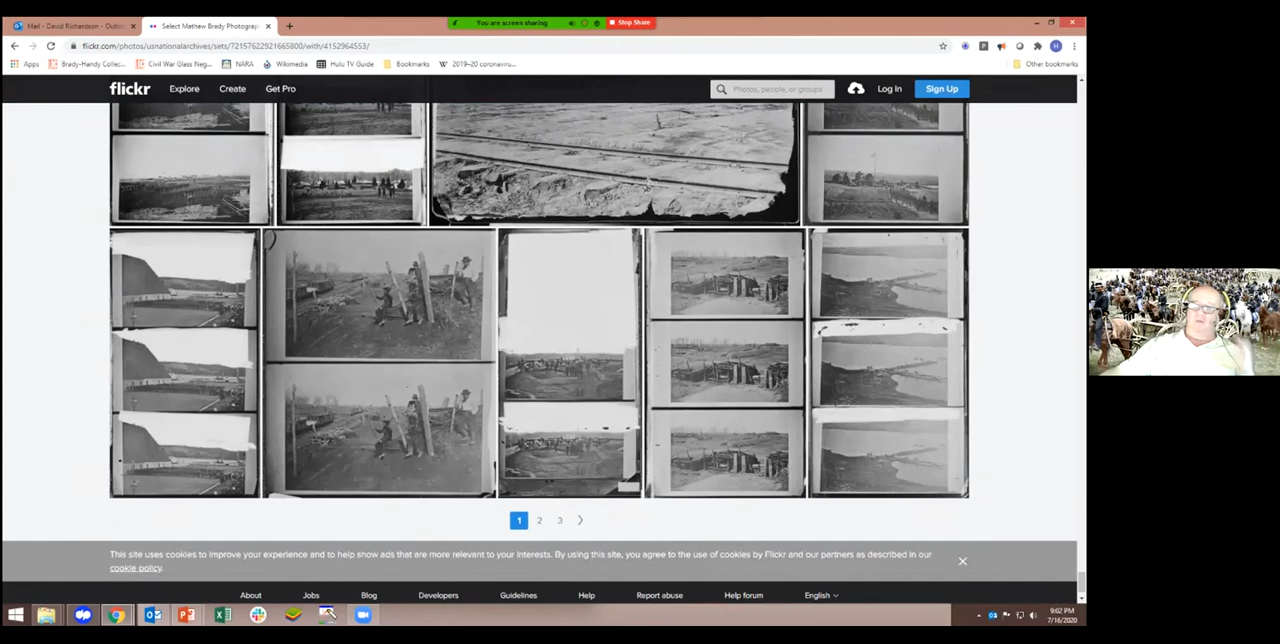 Mail - David Richardson - Outloo
Select Mathew Brady Photograp
You are screen sharing
Stop Share
flickr.com/photos/usnationalarchives/sets/72157622921665800/with/4152964553/
Apps
Brady-Handy Collec...
Civil War Glass Neg...
NARA
Wikimedia
Hulu TV Guide
Bookmarks
2019–20 coronaviru...
Other bookmarks
flickr
Explore
Create
Get Pro
Photos, people, or groups
Log In
Sign Up
1
2
3
This site uses cookies to improve your experience and to help show ads that are more relevant to your interests. By using this site, you agree to the use of cookies by Flickr and our partners as described in our
cookie policy.
About
Jobs
Blog
Developers
Guidelines
Help
Report abuse
Help forum
English
9:02 PM
7/16/2020